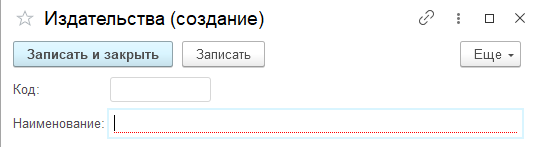 Издательства (создание)
Записать и закрыть Записать Еще
Код:
Наименование: